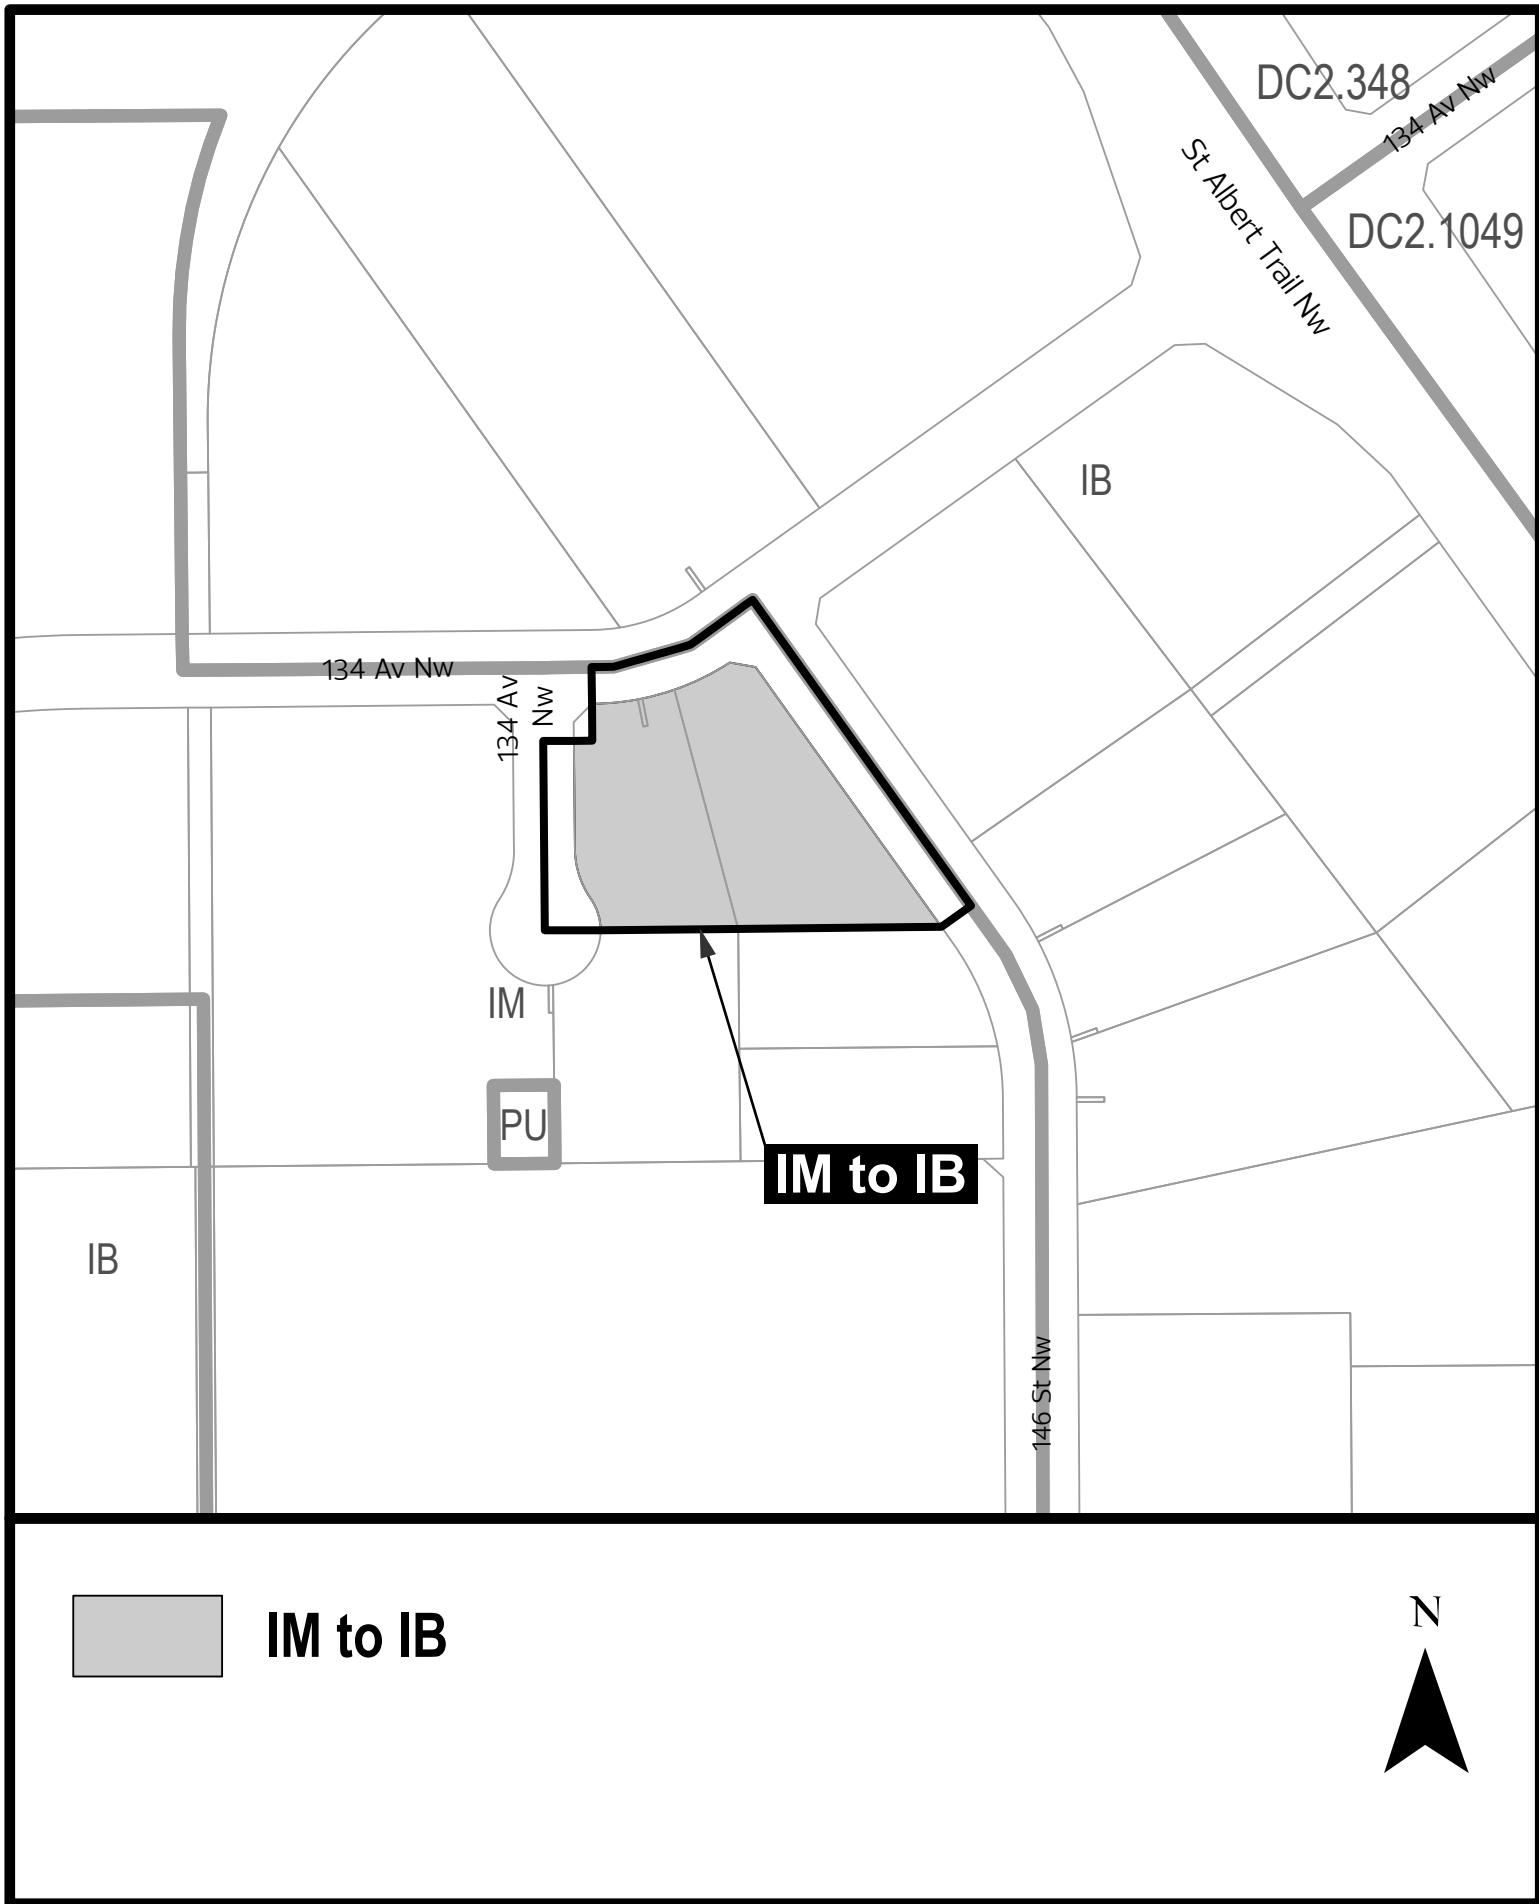 DC2.348
134 Av Nw
St Albert Trail Nw
DC2.1049
IB
134 Av Nw
134 Av
Nw
IM
PU
IM to IB
IB
146 St Nw
IM to IB
N